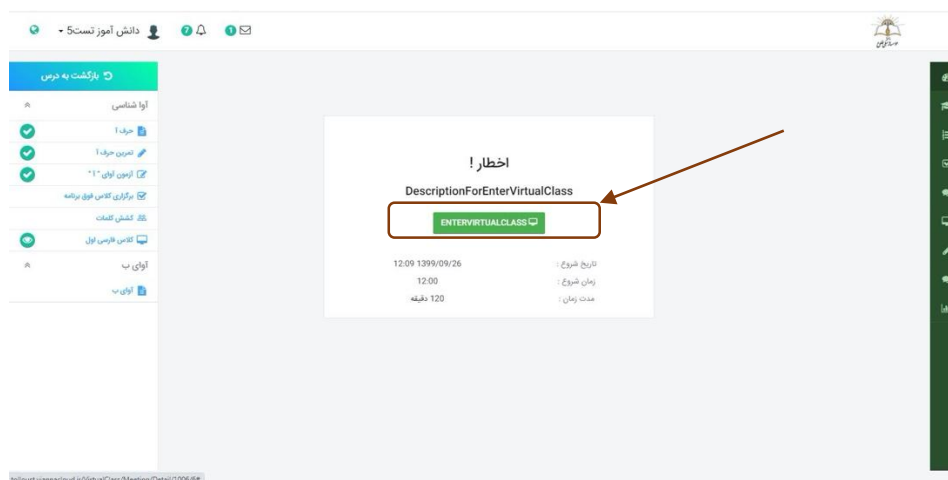 دانش آموز تست5
2
1
بازگشت به درس
آوا شناسی
حرف آ
تمرین حرف آ
آزمون آوای " آ "
برگزاری کلاس فوق برنامه
کشش کلمات
کلاس فارسی اول
آوای ب
آوای ب
اخطار !
DescriptionForEnterVirtualClass
ENTERVIRTUALCLASS
تاریخ شروع : 1399/09/26 12:09
زمان شروع : 12:00
مدت زمان : 120 دقیقه